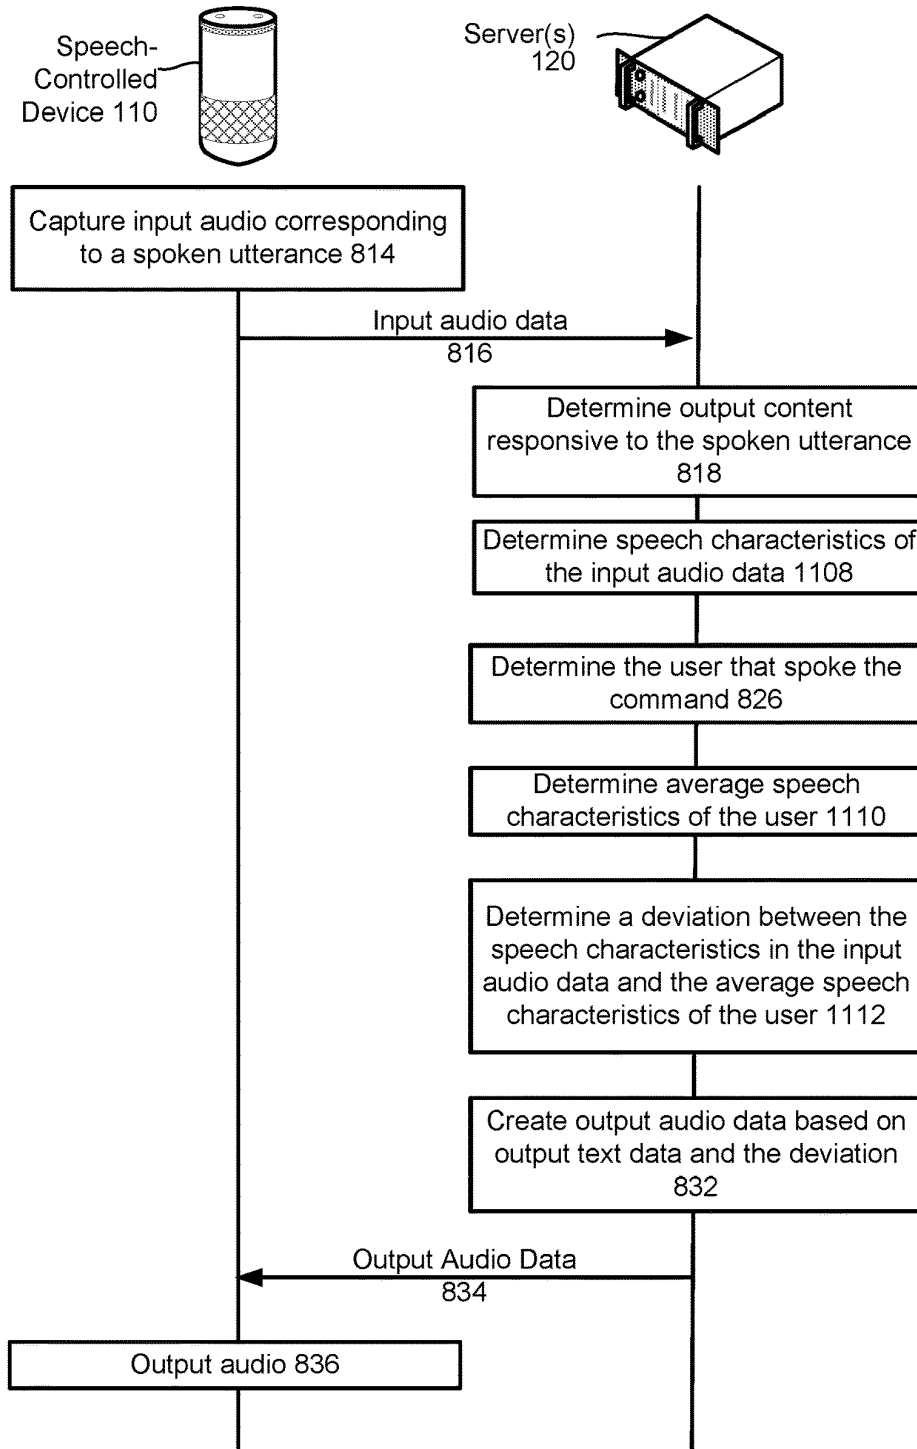 Speech-
Controlled
Device 110
Server(s)
120
Capture input audio corresponding
to a spoken utterance 814
Input audio data
816
Determine output content
responsive to the spoken utterance
818
Determine speech characteristics of
the input audio data 1108
Determine the user that spoke the
command 826
Determine average speech
characteristics of the user 1110
Determine a deviation between the
speech characteristics in the input
audio data and the average speech
characteristics of the user 1112
Create output audio data based on
output text data and the deviation
832
Output Audio Data
834
Output audio 836